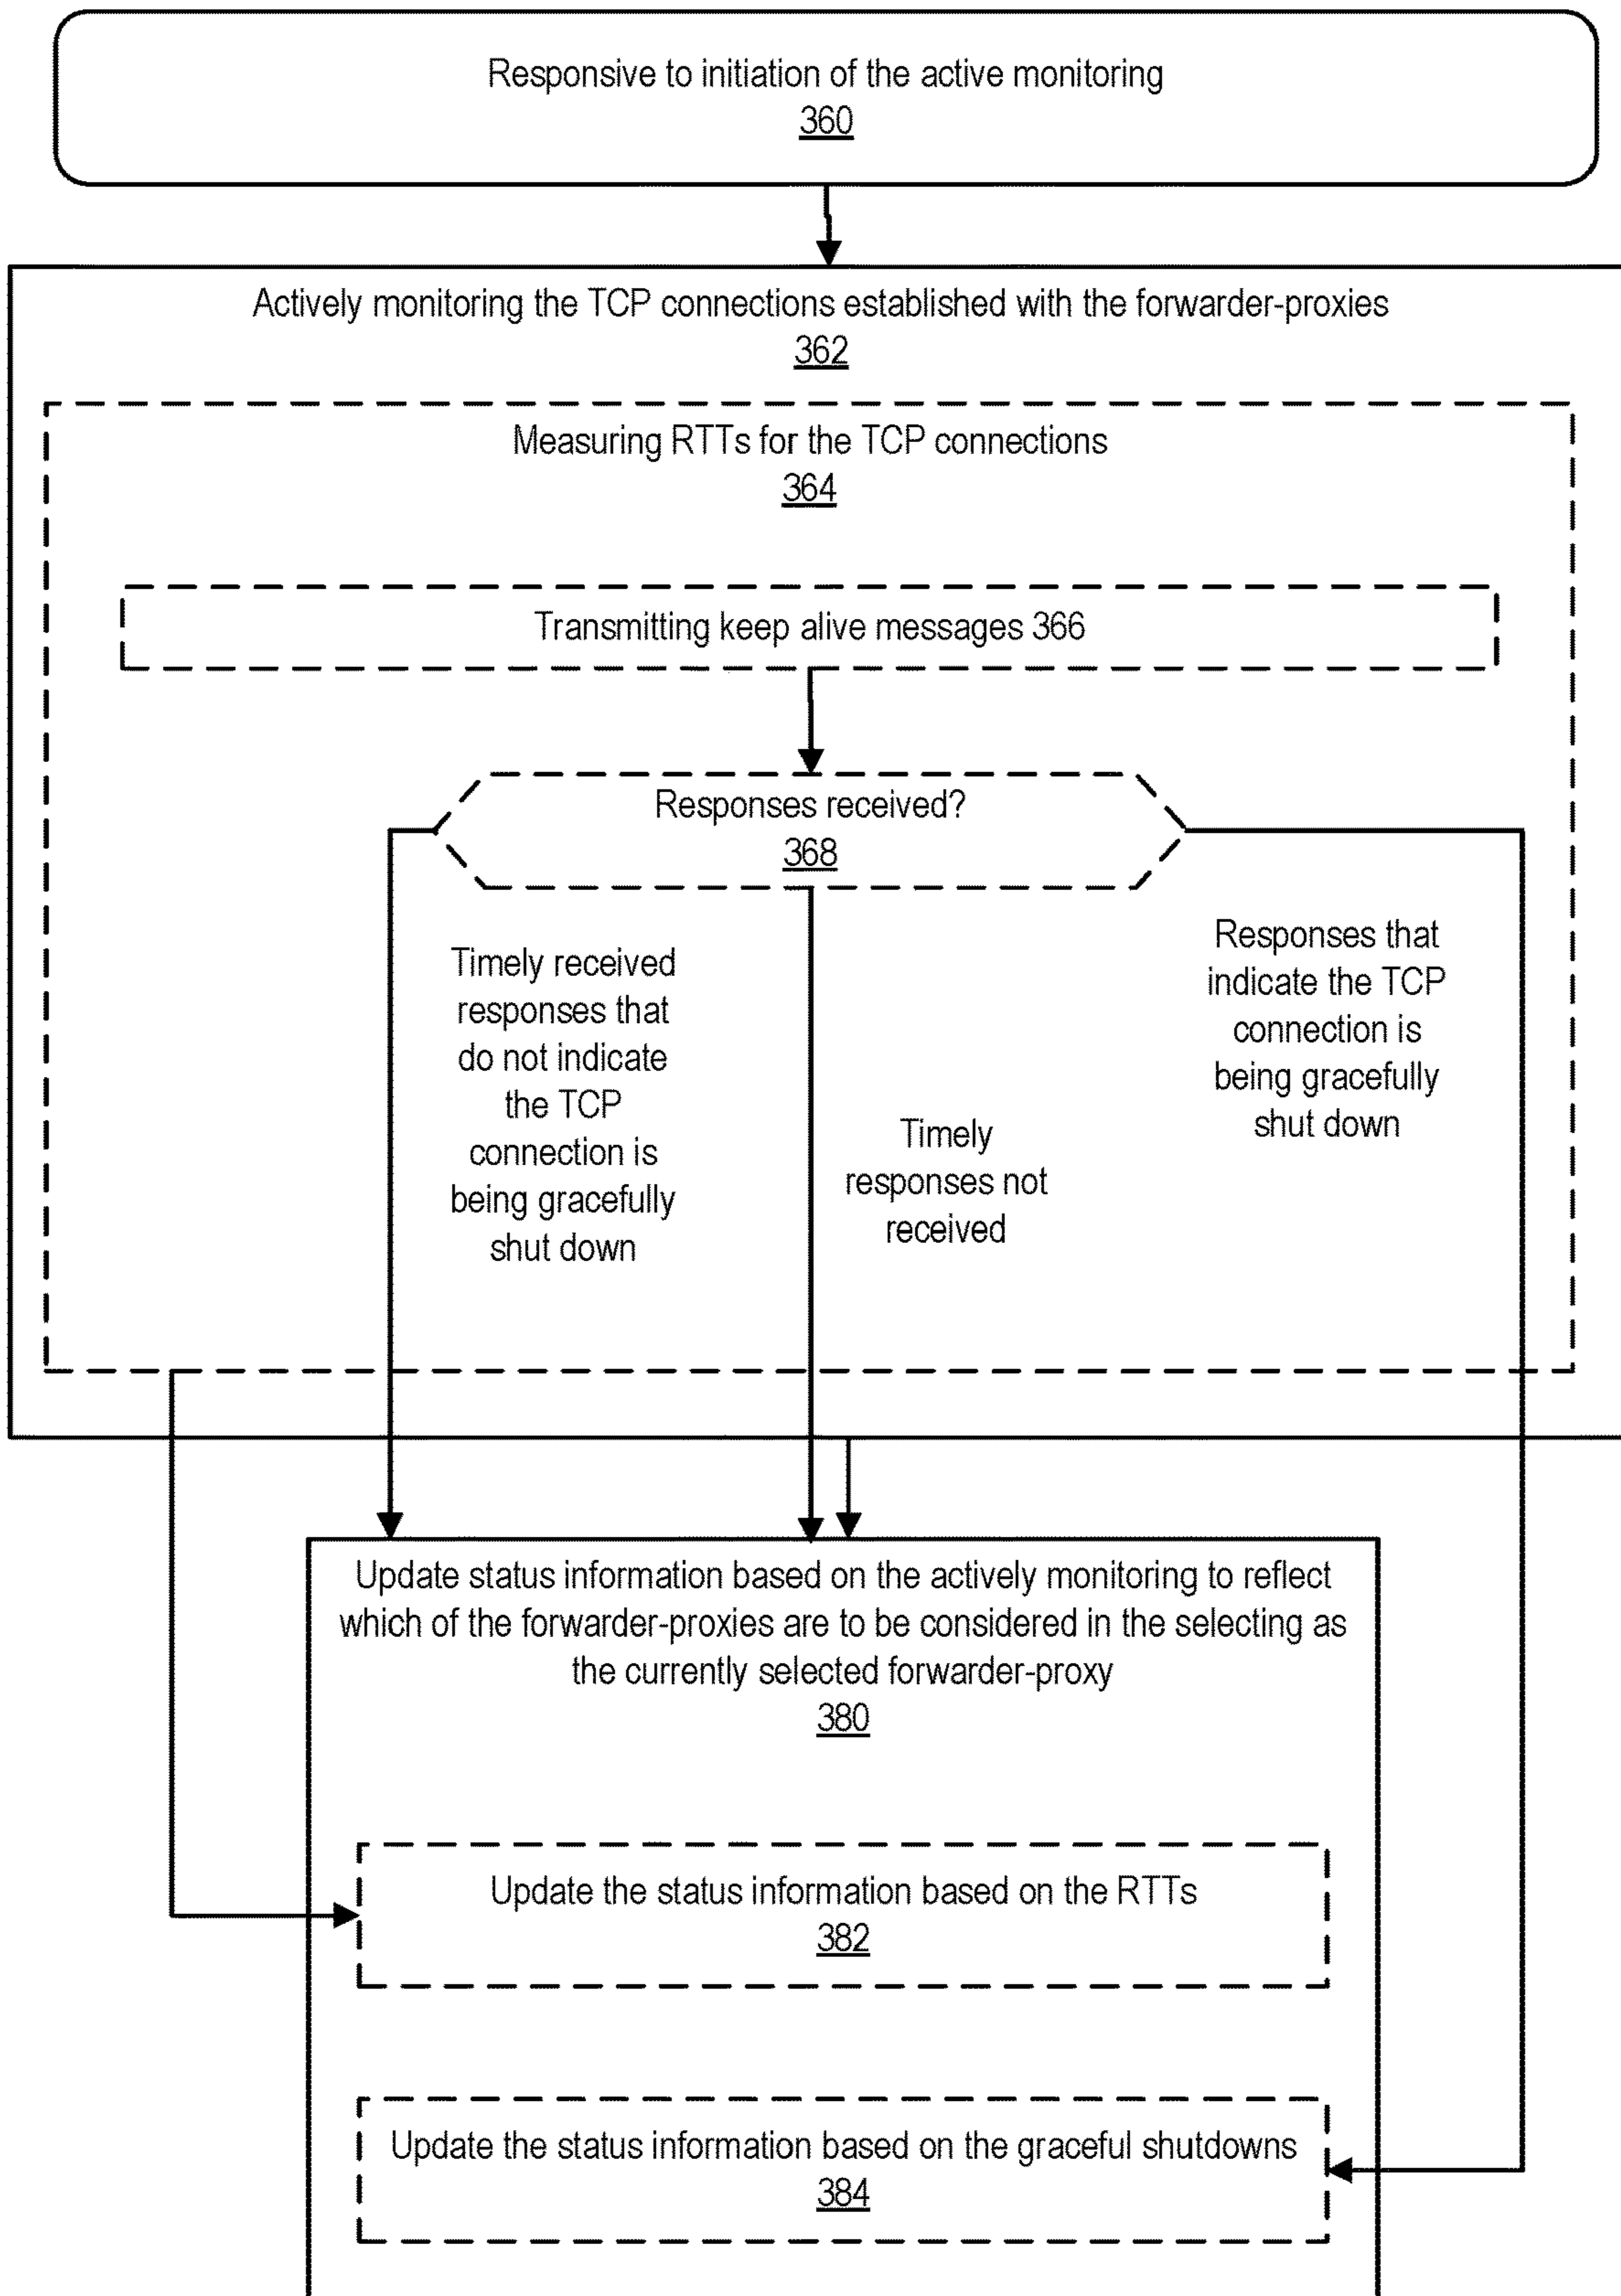 Responsive to initiation of the active monitoring
360
Actively monitoring the TCP connections established with the forwarder-proxies
362
Measuring RTTs for the TCP connections
364
Transmitting keep alive messages 366
Responses received?
368
Timely received
responses that
do not indicate
the TCP
connection is
being gracefully
shut down
Timely
responses not
received
Responses that
indicate the TCP
connection is
being gracefully
shut down
Update status information based on the actively monitoring to reflect
which of the forwarder-proxies are to be considered in the selecting as
the currently selected forwarder-proxy
380
Update the status information based on the RTTs
382
Update the status information based on the graceful shutdowns
384